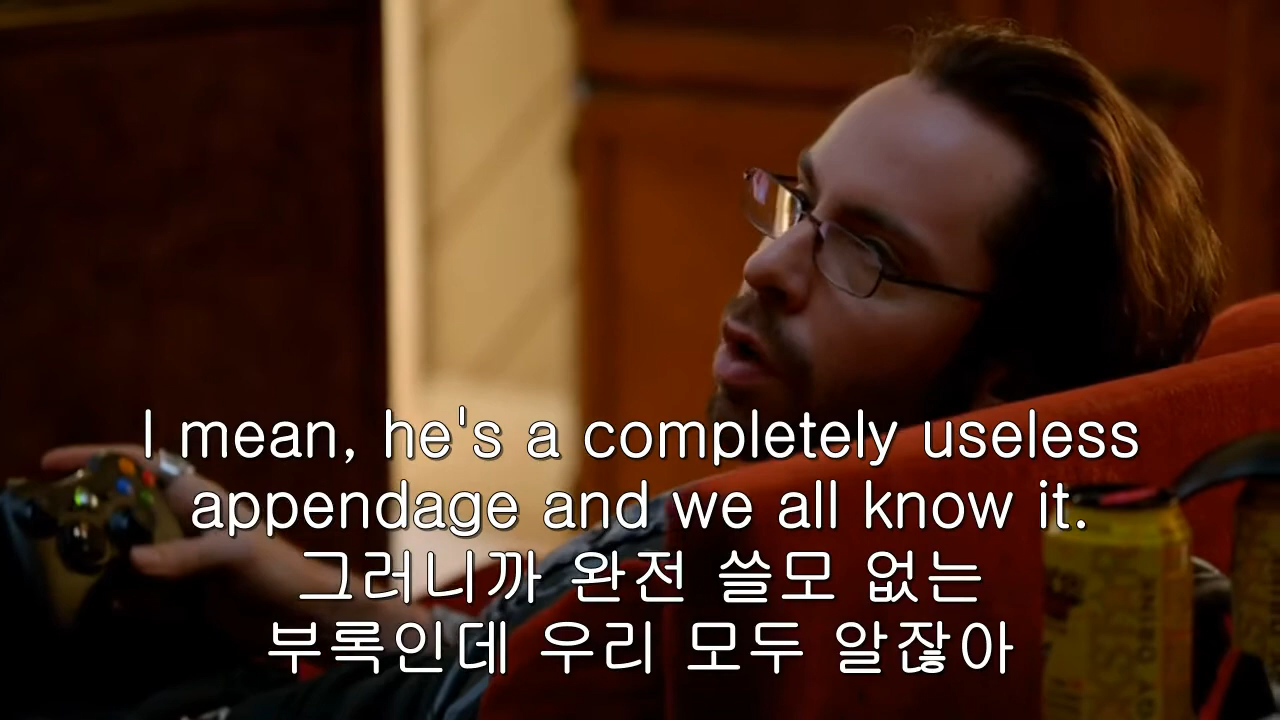 I mean, he's a completely useless
appendage and we all know it.
그러니까 완전 쓸모 없는
부록인데 우리 모두 알잖아